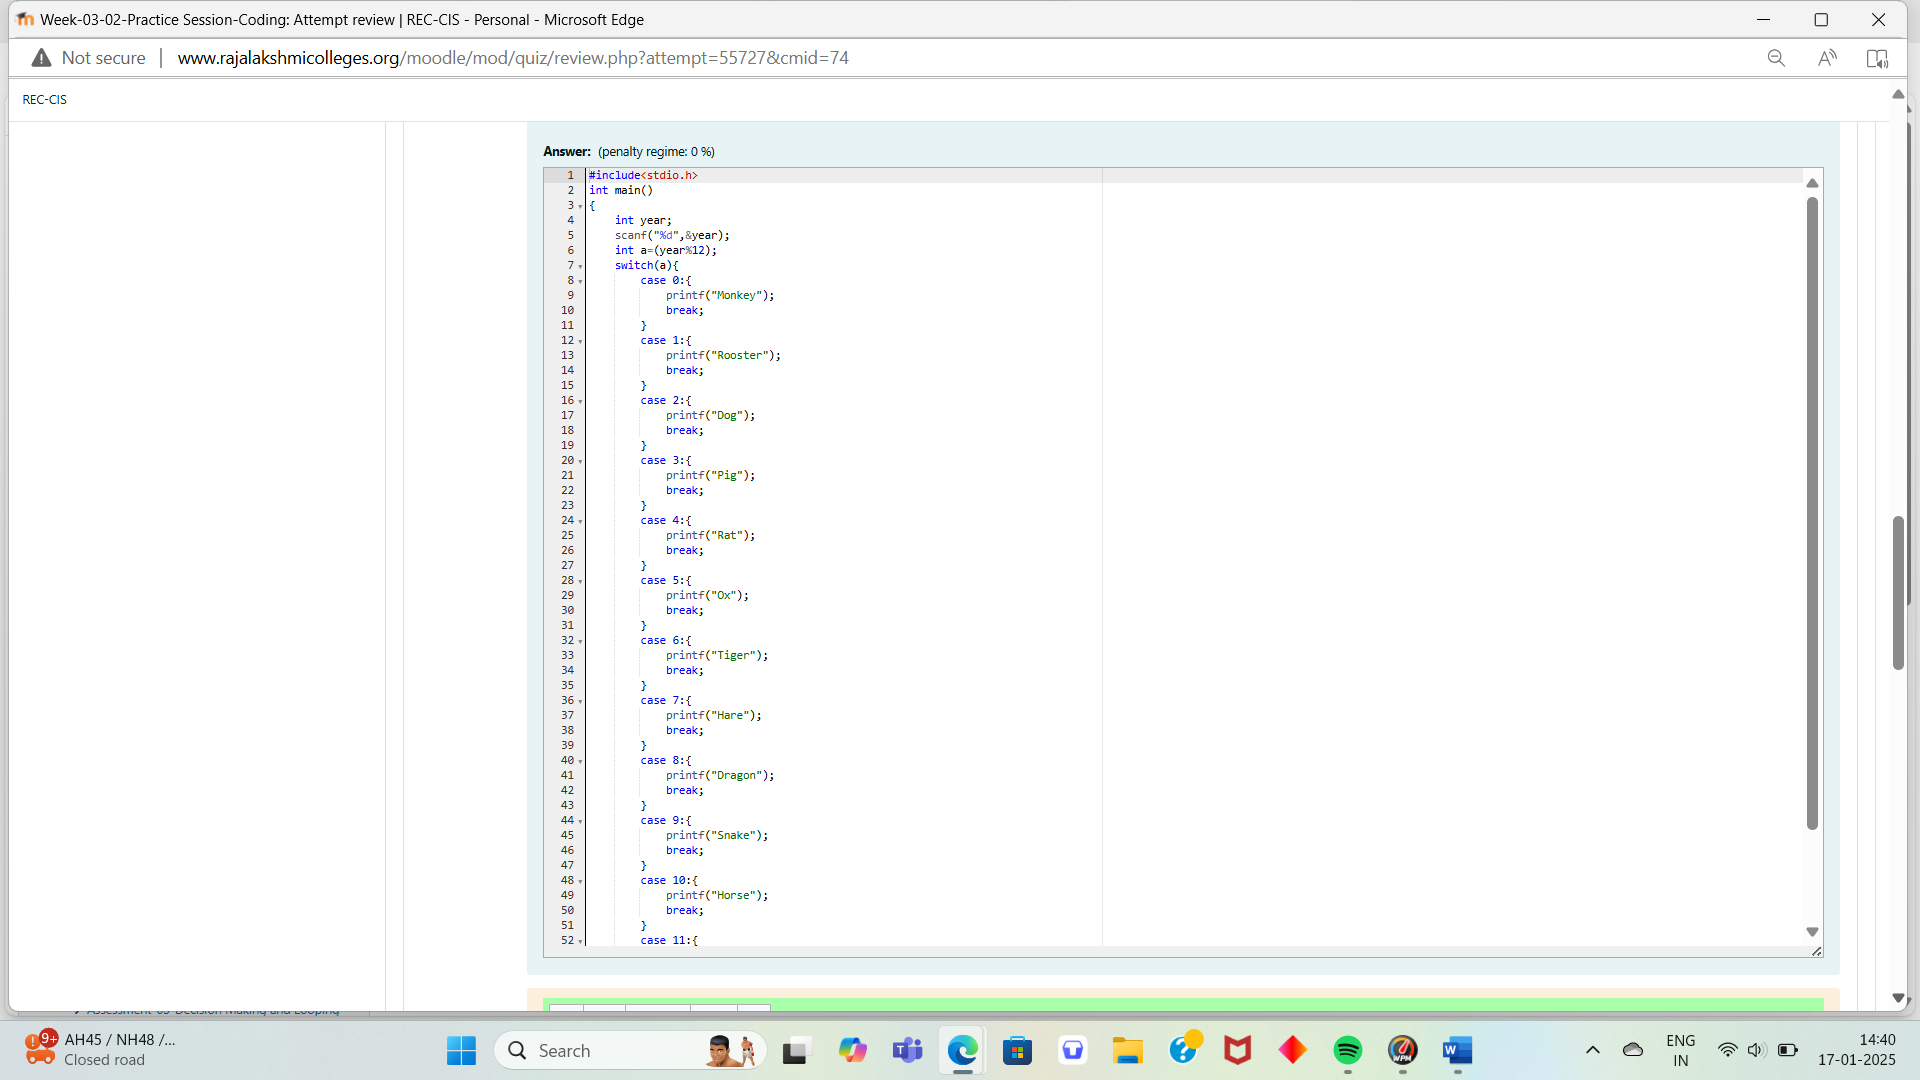 Week-03-02-Practice Session-Coding: Attempt review | REC-CIS - Personal - Microsoft Edge
Not secure | www.rajalakshmicolleges.org/moodle/mod/quiz/review.php?attempt=55727&cmid=74
REC-CIS
Answer: (penalty regime: 0 %)
1 #include<stdio.h>
2 int main()
3 {
4 int year;
5 scanf("%d",&year);
6 int a=(year%12);
7 switch(a){
8 case 0:{
9 printf("Monkey");
10 break;
11 }
12 case 1:{
13 printf("Rooster");
14 break;
15 }
16 case 2:{
17 printf("Dog");
18 break;
19 }
20 case 3:{
21 printf("Pig");
22 break;
23 }
24 case 4:{
25 printf("Rat");
26 break;
27 }
28 case 5:{
29 printf("Ox");
30 break;
31 }
32 case 6:{
33 printf("Tiger");
34 break;
35 }
36 case 7:{
37 printf("Hare");
38 break;
39 }
40 case 8:{
41 printf("Dragon");
42 break;
43 }
44 case 9:{
45 printf("Snake");
46 break;
47 }
48 case 10:{
49 printf("Horse");
50 break;
51 }
52 case 11:{
Assessment-03-Decision Making and Looping
9+ AH45 / NH48 /...
Closed road
Search
WPM
ENG
IN
14:40
17-01-2025